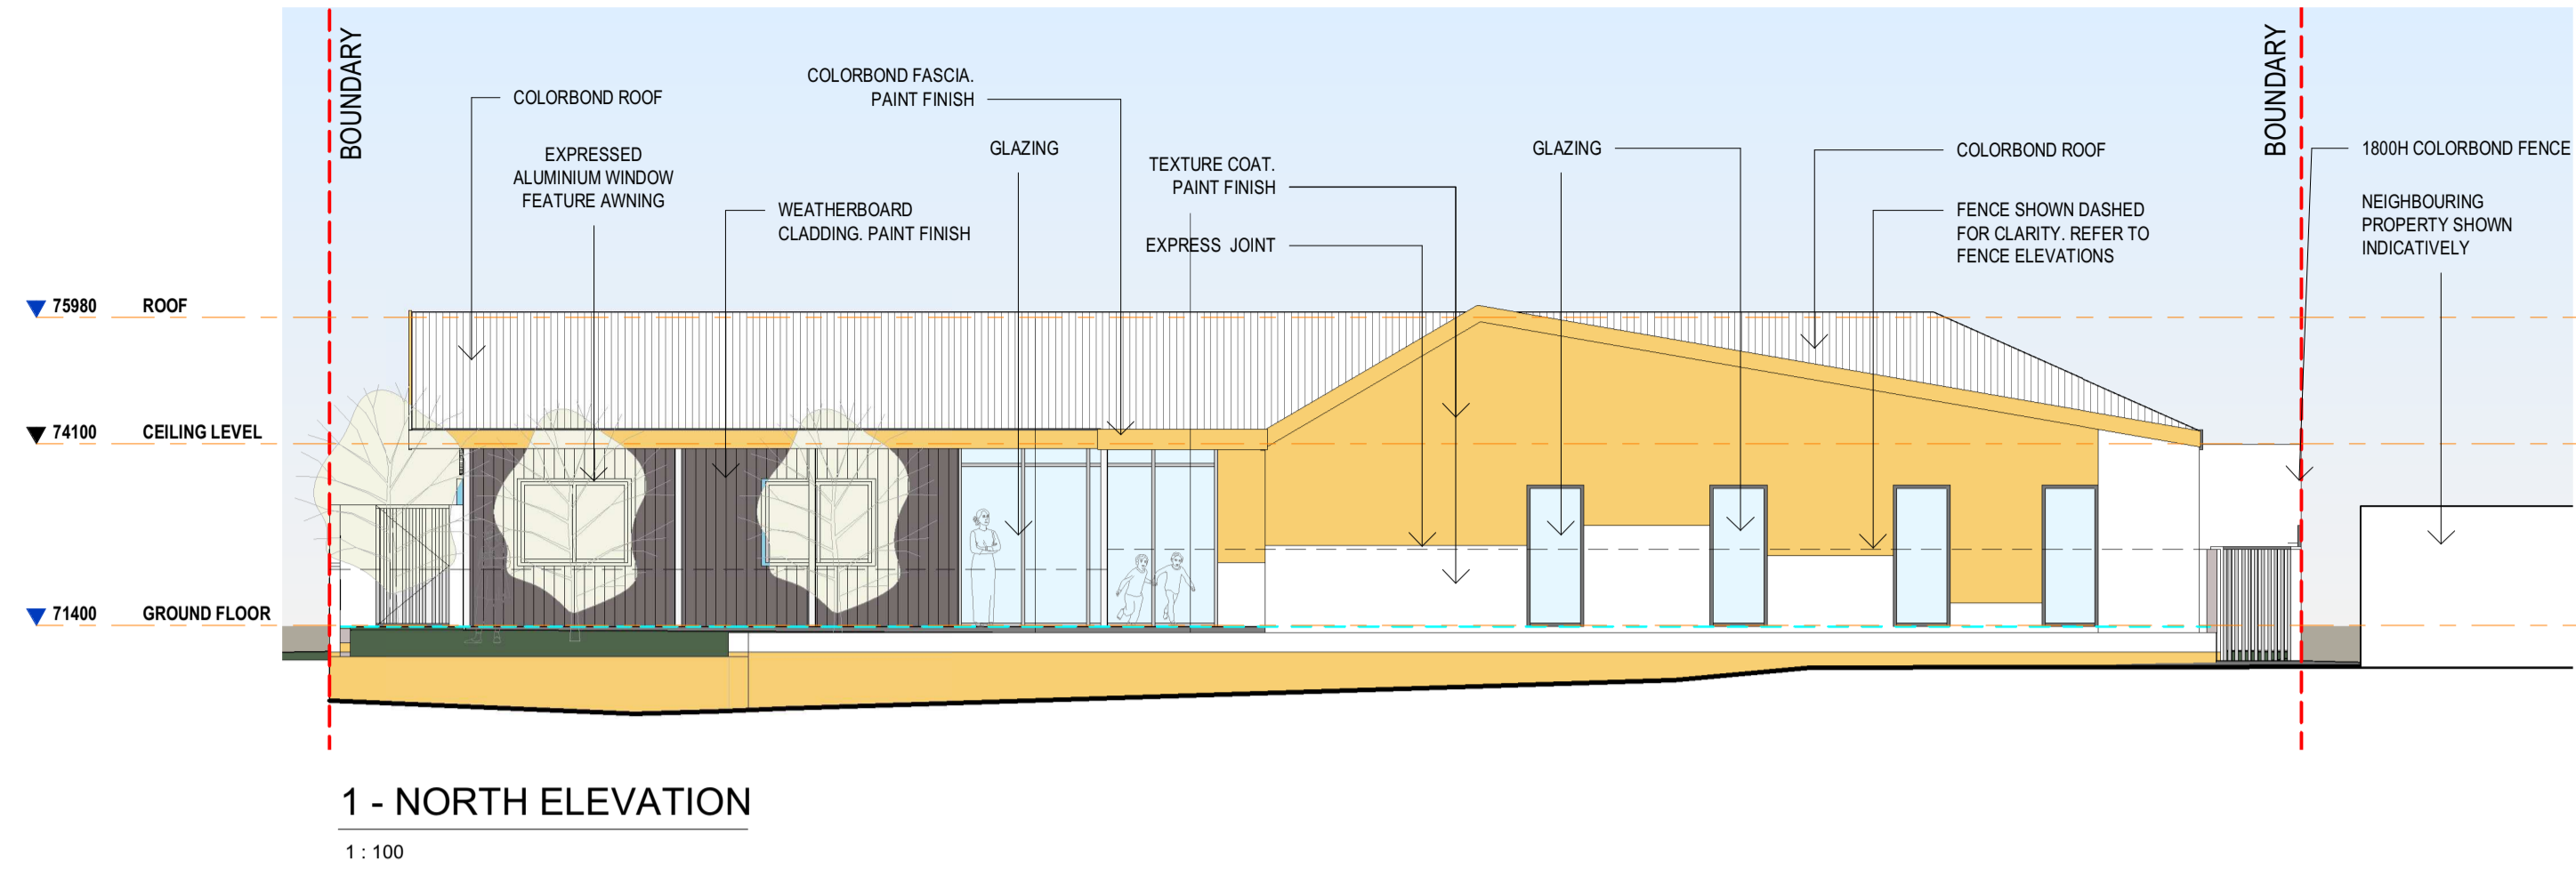 BOUNDARY
BOUNDARY
COLORBOND ROOF
COLORBOND FASCIA.
PAINT FINISH
EXPRESSED
ALUMINIUM WINDOW
FEATURE AWNING
WEATHERBOARD
CLADDING. PAINT FINISH
GLAZING
TEXTURE COAT.
PAINT FINISH
EXPRESS JOINT
GLAZING
COLORBOND ROOF
FENCE SHOWN DASHED
FOR CLARITY. REFER TO
FENCE ELEVATIONS
1800H COLORBOND FENCE
NEIGHBOURING
PROPERTY SHOWN
INDICATIVELY
75980 ROOF
74100 CEILING LEVEL
71400 GROUND FLOOR
1 - NORTH ELEVATION
1 : 100